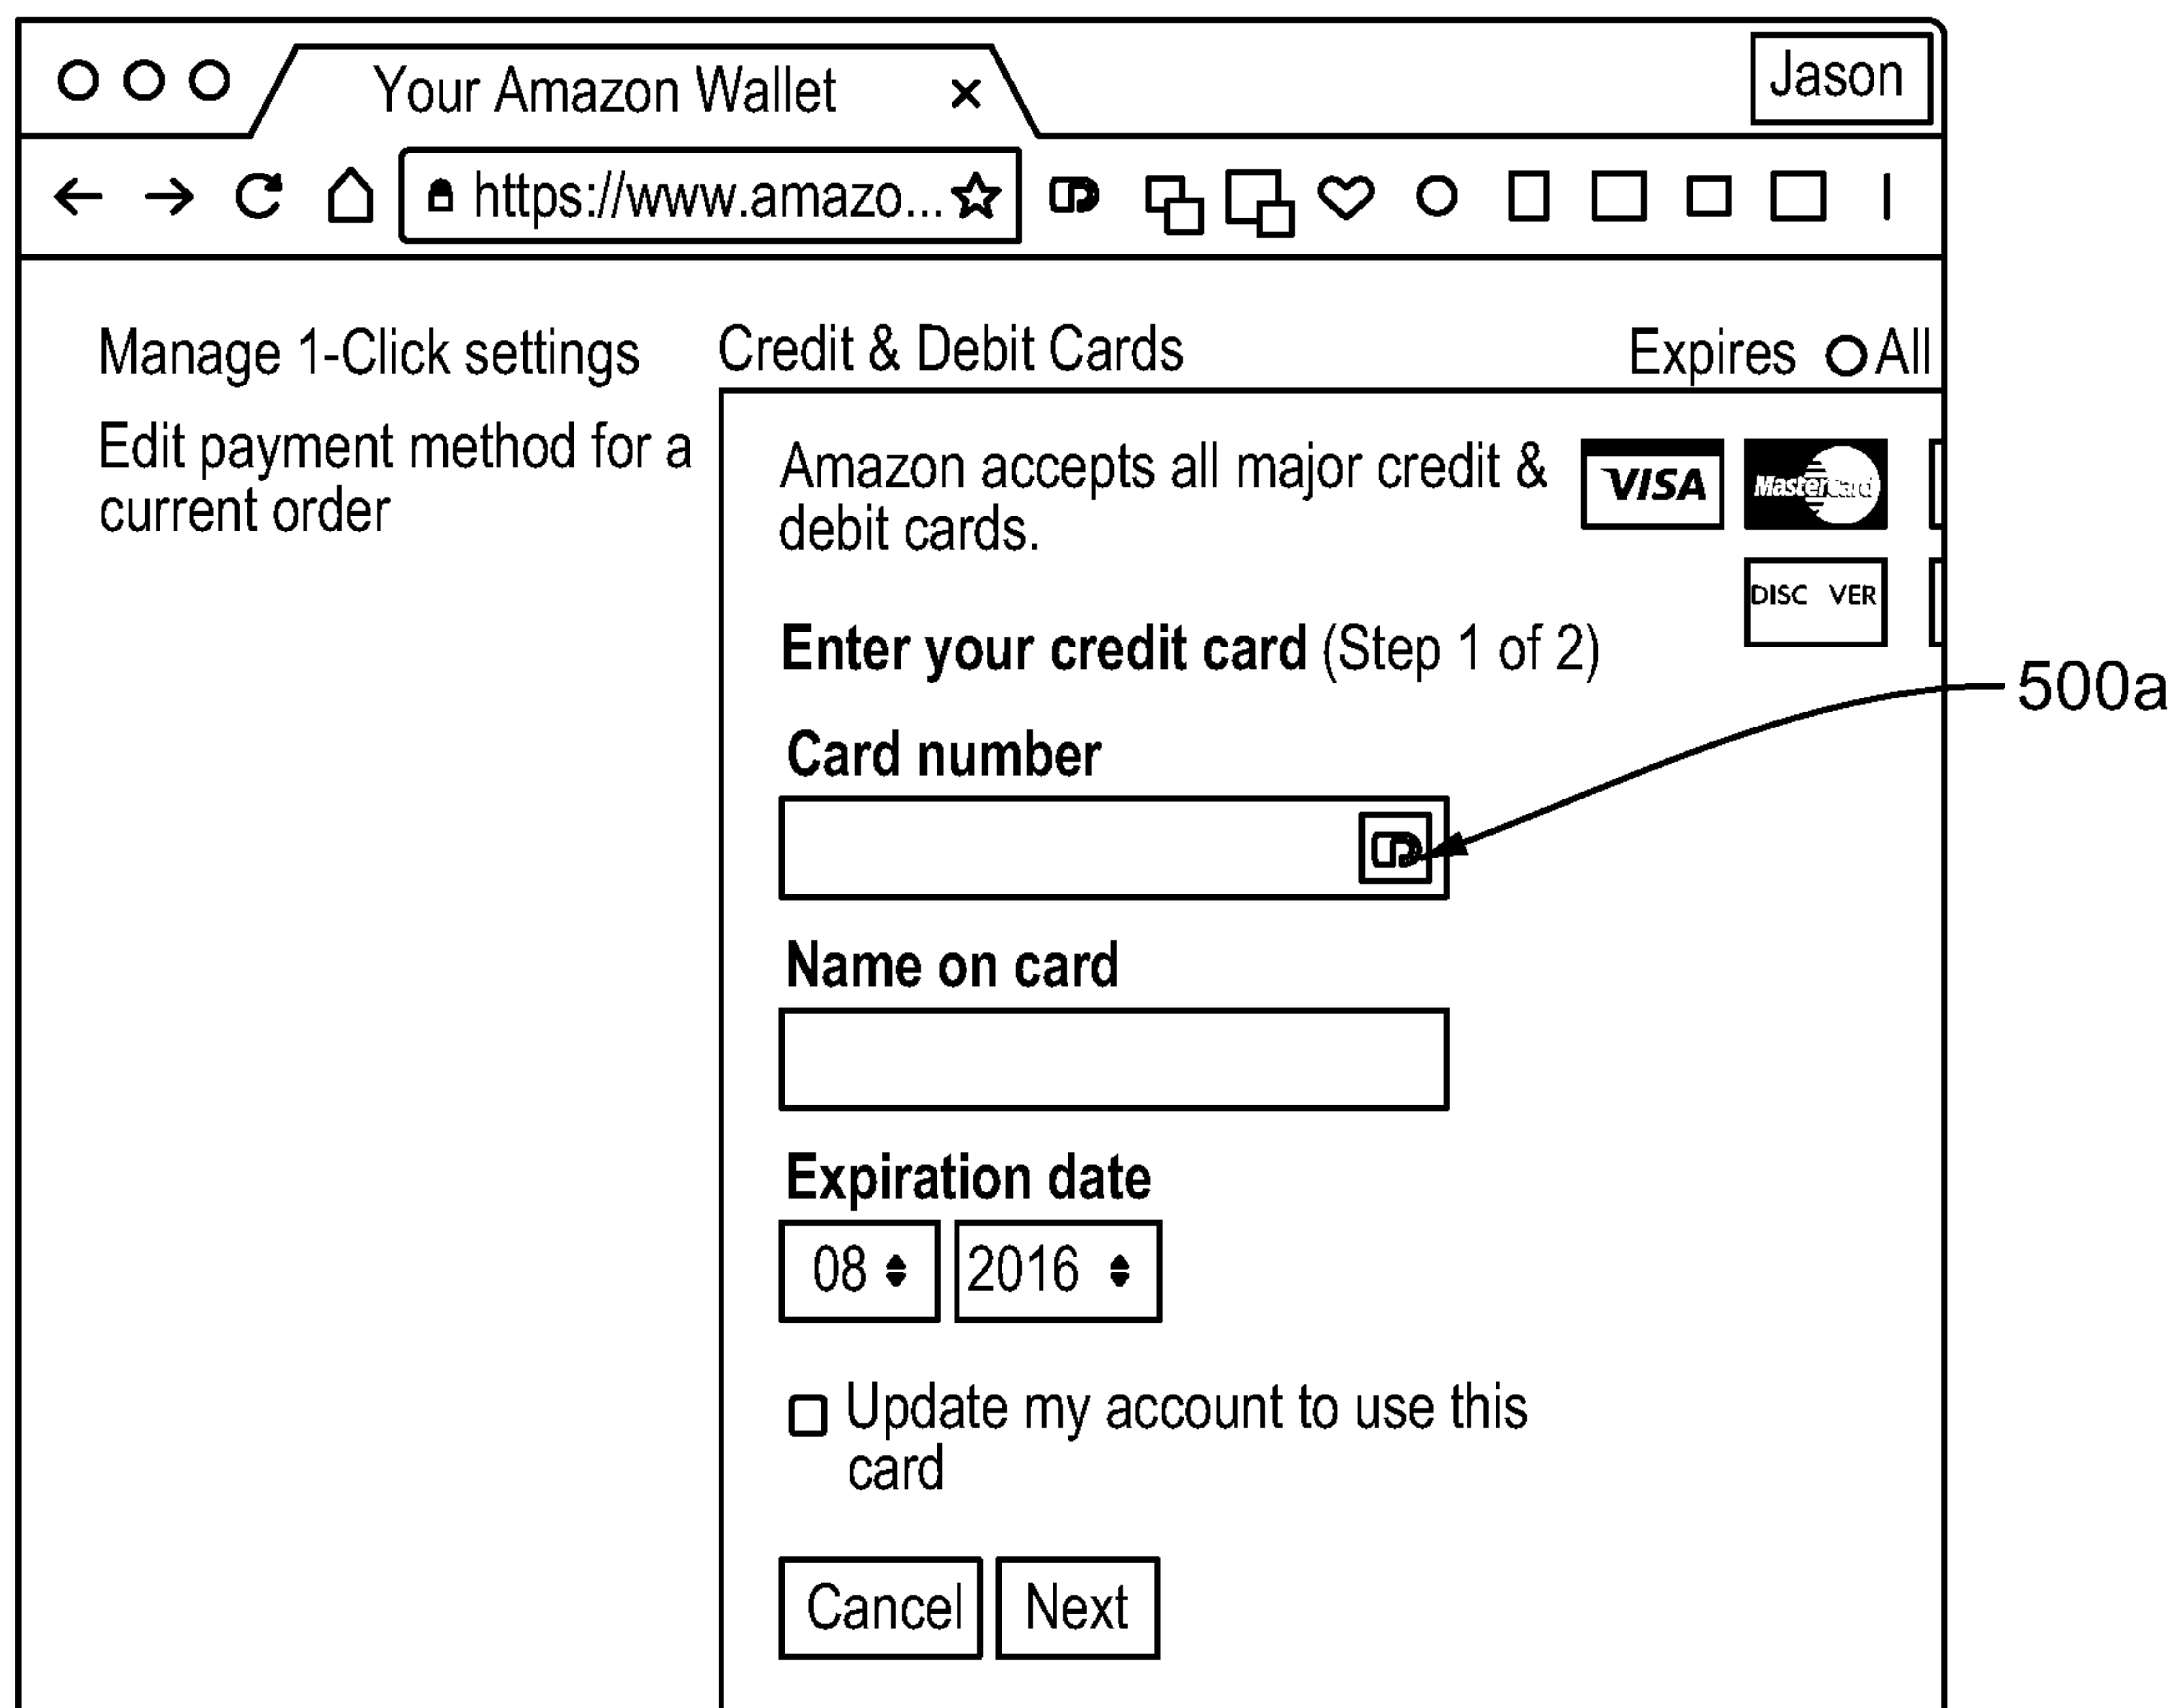 Your Amazon Wallet ×
Jason
https://www.amazo...
Manage 1-Click settings
Edit payment method for a
current order
Credit & Debit Cards
Expires
All
Amazon accepts all major credit &
debit cards.
VISA
MasterCard
DISC VER
Enter your credit card (Step 1 of 2)
500a
Card number
Name on card
Expiration date
08
2016
Update my account to use this
card
Cancel
Next